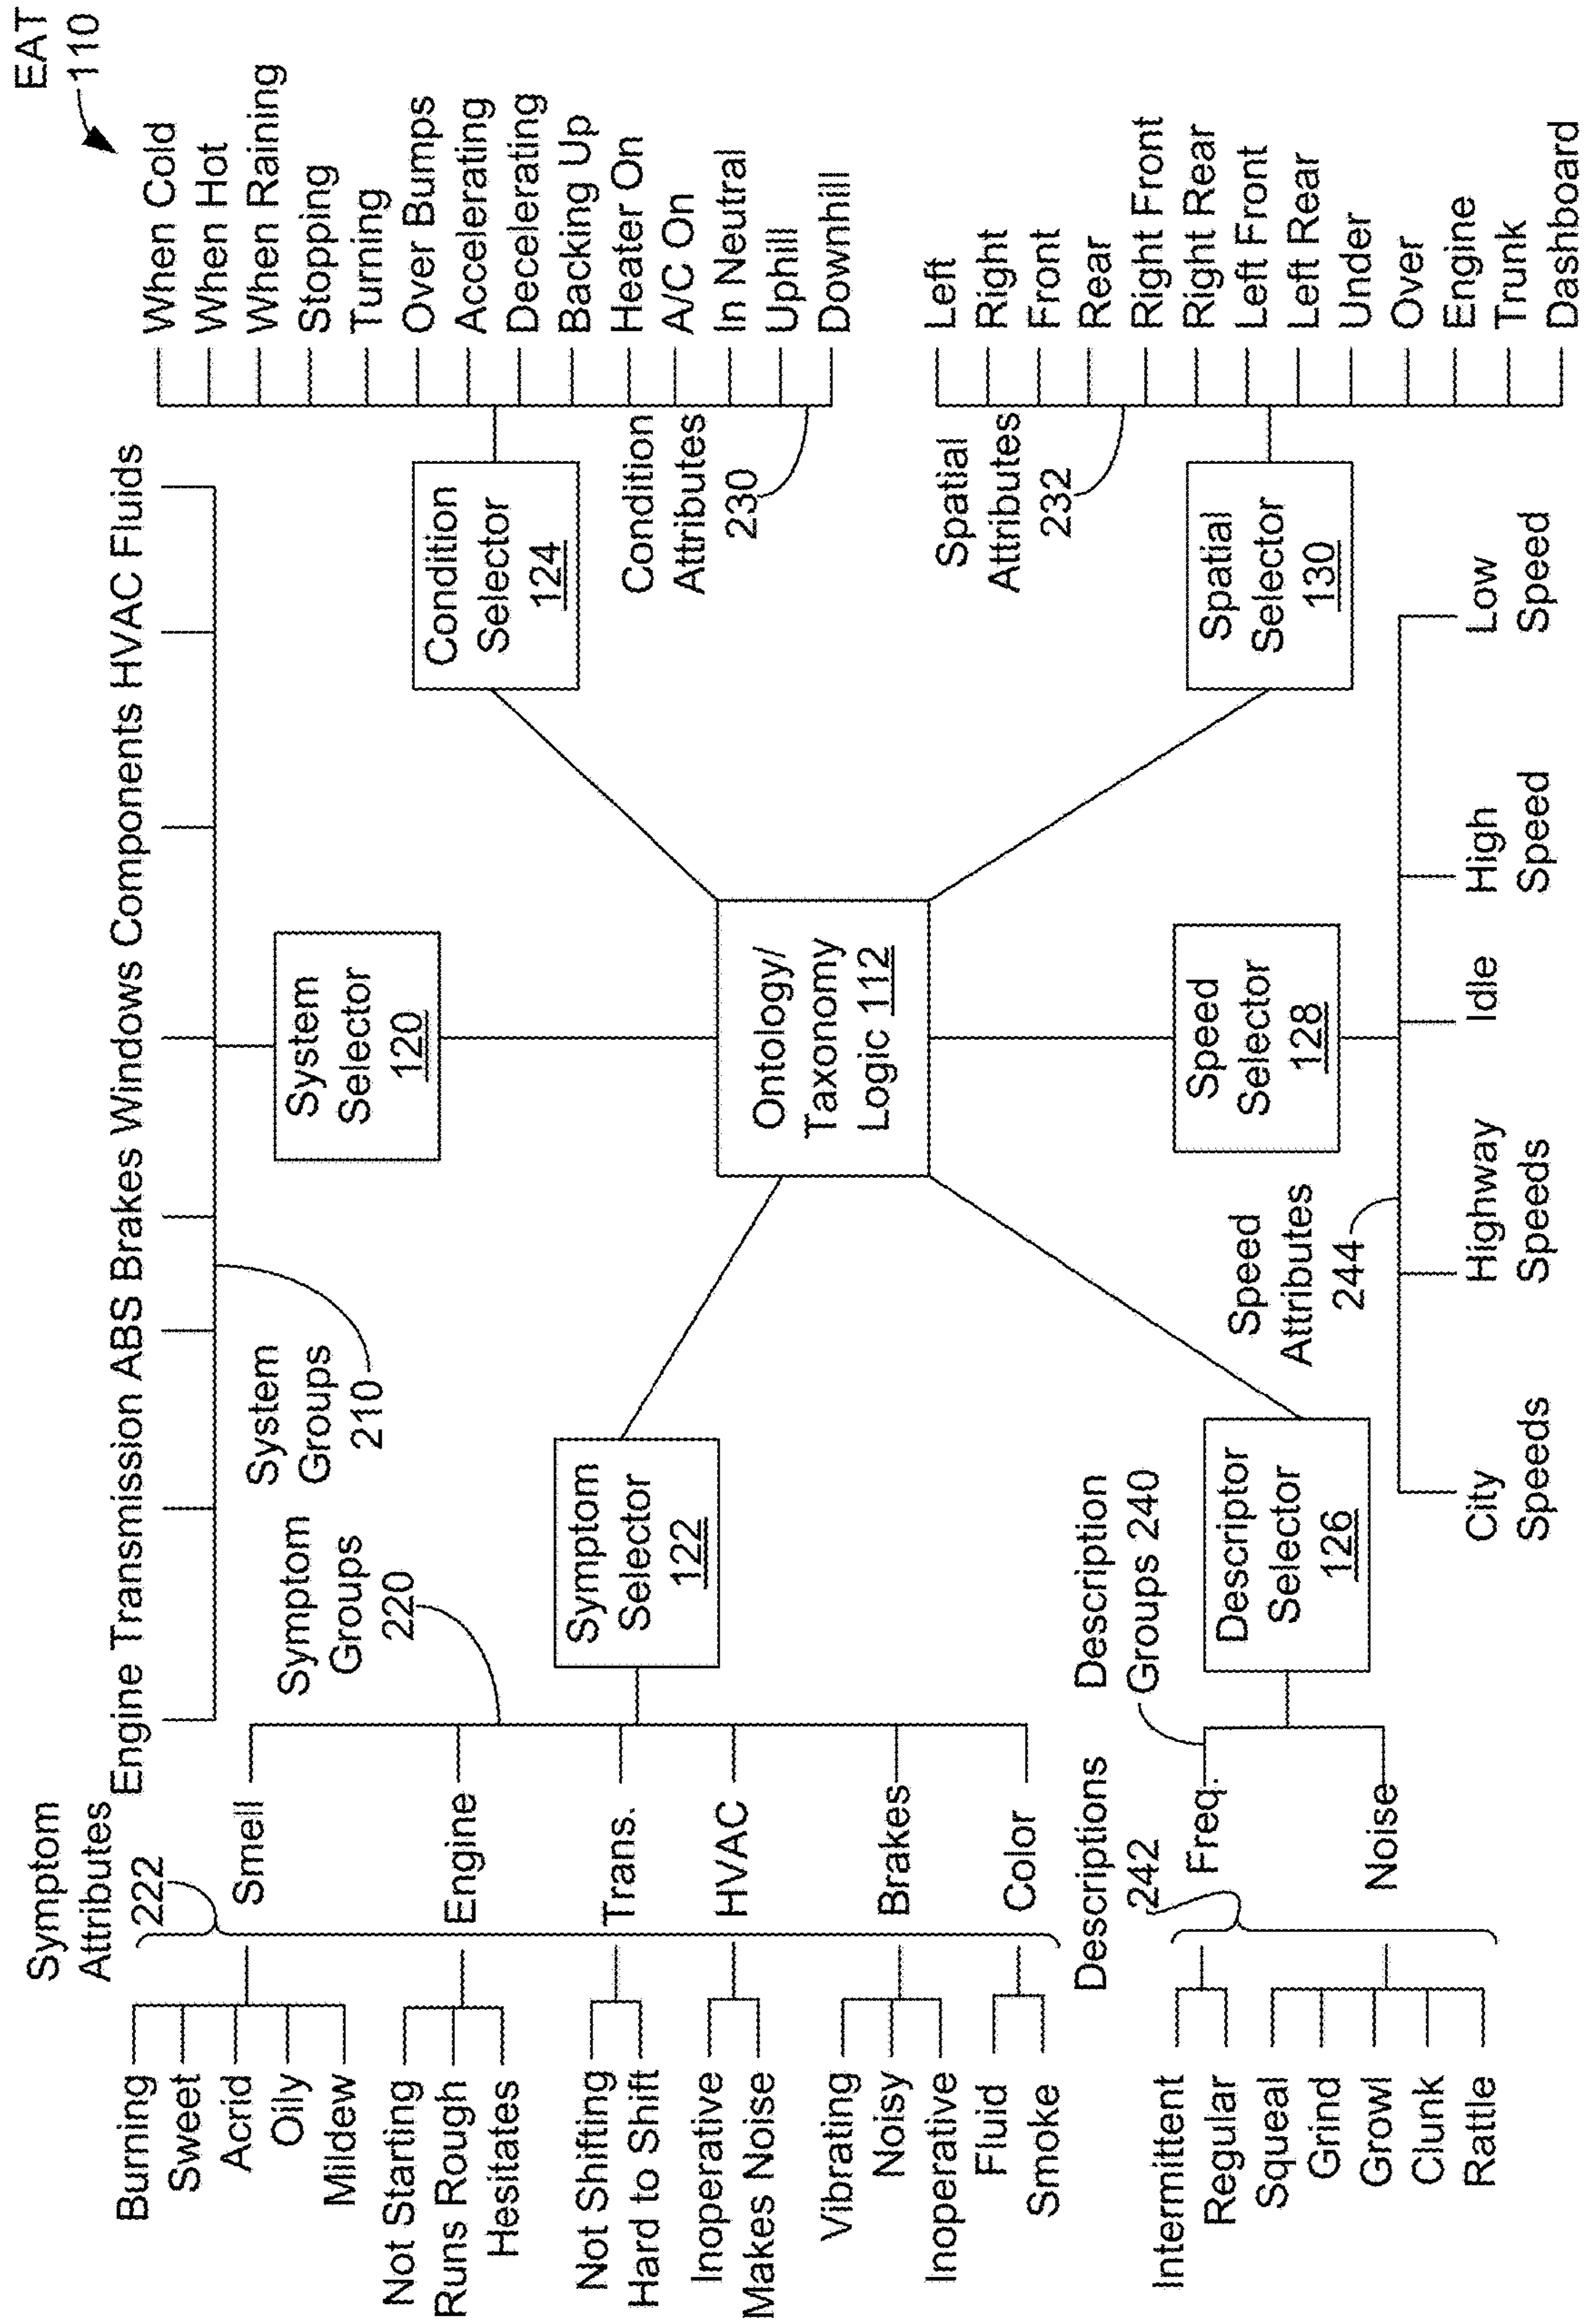 EAT
110
Engine Transmission ABS Brakes Windows Components HVAC Fluids
System
Groups
210
System
Selector
120
Symptom
Attributes
222
Burning
Sweet
Acrid
Oily
Mildew
Smell
Not Starting
Runs Rough
Hesitates
Engine
Not Shifting
Hard to Shift
Trans.
Inoperative
Makes Noise
HVAC
Vibrating
Noisy
Inoperative
Brakes
Fluid
Smoke
Color
Symptom
Groups
220
Symptom
Selector
122
Ontology/
Taxonomy
Logic 112
Condition
Selector
124
Condition
Attributes
230
When Cold
When Hot
When Raining
Stopping
Turning
Over Bumps
Accelerating
Decelerating
Backing Up
Heater On
A/C On
In Neutral
Uphill
Downhill
Descriptions
242
Intermittent
Regular
Freq.
Squeal
Grind
Growl
Clunk
Rattle
Noise
Description
Groups 240
Descriptor
Selector
126
Speed
Attributes
244
Speed
Selector
128
City
Speeds
Highway
Speeds
Idle
High
Speed
Low
Speed
Spatial
Attributes
232
Spatial
Selector
130
Left
Right
Front
Rear
Right Front
Right Rear
Left Front
Left Rear
Under
Over
Engine
Trunk
Dashboard